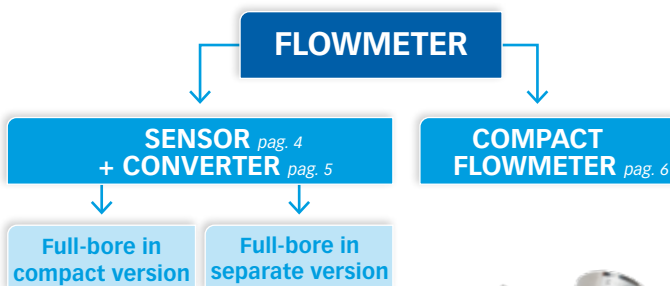 FLOWMETER
SENSOR pag. 4
+ CONVERTER pag. 5
COMPACT
FLOWMETER pag. 6
Full-bore in
compact version
Full-bore in
separate version